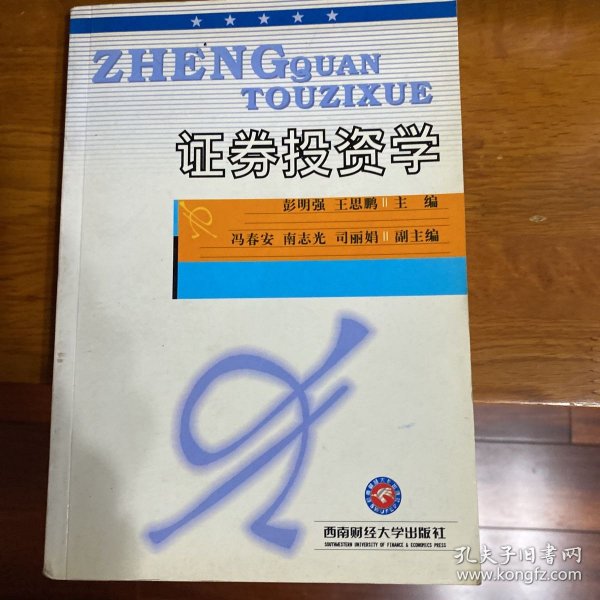 ZHENGQUAN
TOUZIXUE
证券投资学
彭明强 王思鹏 || 主 编
冯春安 南志光 司丽娟 || 副主编
西南财经大学出版社
SOUTHWESTERN UNIVERSITY OF FINANCE & ECONOMICS PRESS
孔夫子旧书网
www.kongfz.com